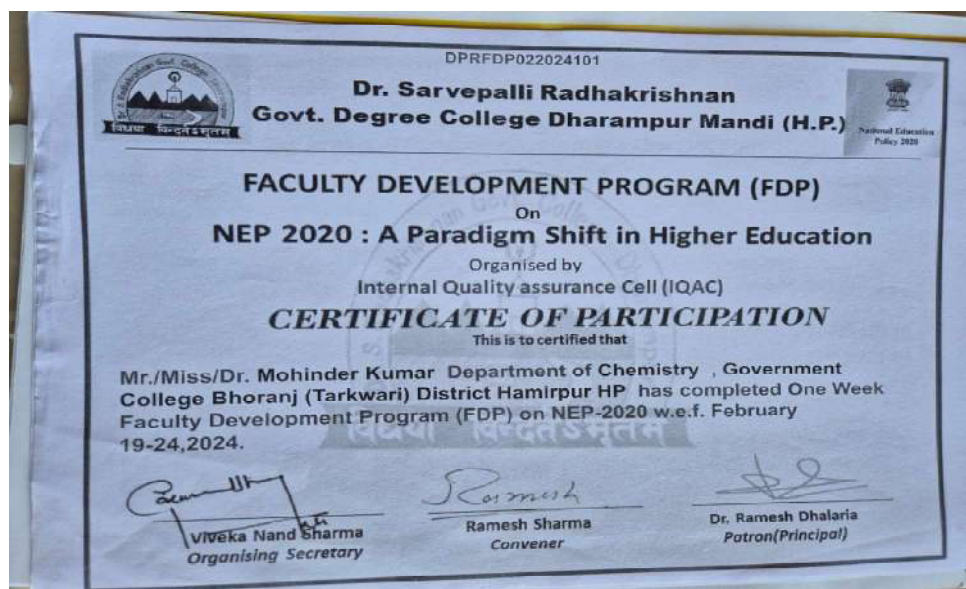 DPRFDP022024101
Dr. Sarvepalli Radhakrishnan
Govt. Degree College Dharampur Mandi (H.P.)
National Education
Policy 2020
FACULTY DEVELOPMENT PROGRAM (FDP)
On
NEP 2020 : A Paradigm Shift in Higher Education
Organised by
Internal Quality assurance Cell (IQAC)
CERTIFICATE OF PARTICIPATION
This is to certified that
Mr./Miss/Dr. Mohinder Kumar Department of Chemistry , Government
College Bhoranj (Tarkwari) District Hamirpur HP has completed One Week
Faculty Development Program (FDP) on NEP-2020 w.e.f. February
19-24,2024.
Ramesh
Viveka Nand Sharma
Organising Secretary
Ramesh Sharma
Convener
Dr. Ramesh Dhalaria
Patron(Principal)